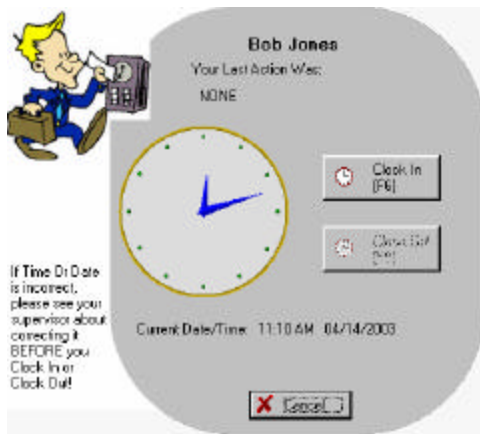 Bob Jones
Your Last Action Was:
NONE
Clock In
[F6]
Clock Out
If Time Or Date
is incorrect,
please see your
supervisor about
correcting it
BEFORE you
Clock In or
Clock Out!
Current Date/Time: 11:10 AM 04/14/2003
Cancel